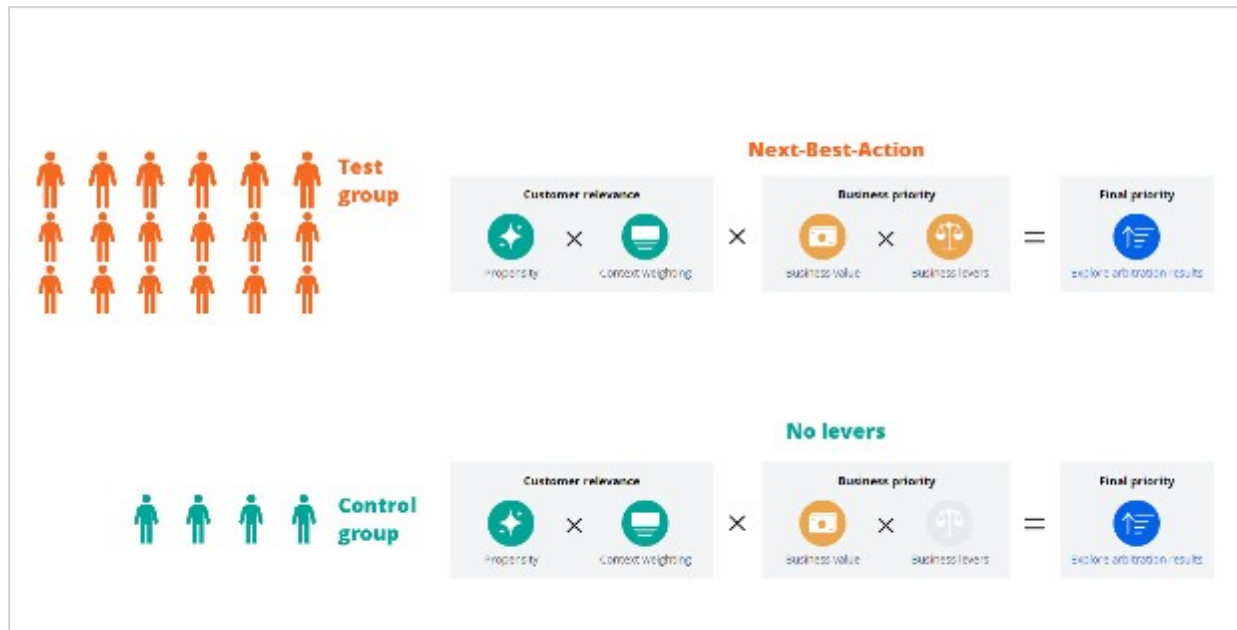 Next-Best-Action
Test
group
Customer relevance
Business priority
Final priority
×
×
×
=
Propensity
Context weighting
Business value
Business levers
Explore arbitration results
No levers
Control
group
Customer relevance
Business priority
Final priority
×
×
×
=
Propensity
Context weighting
Business value
Business levers
Explore arbitration results